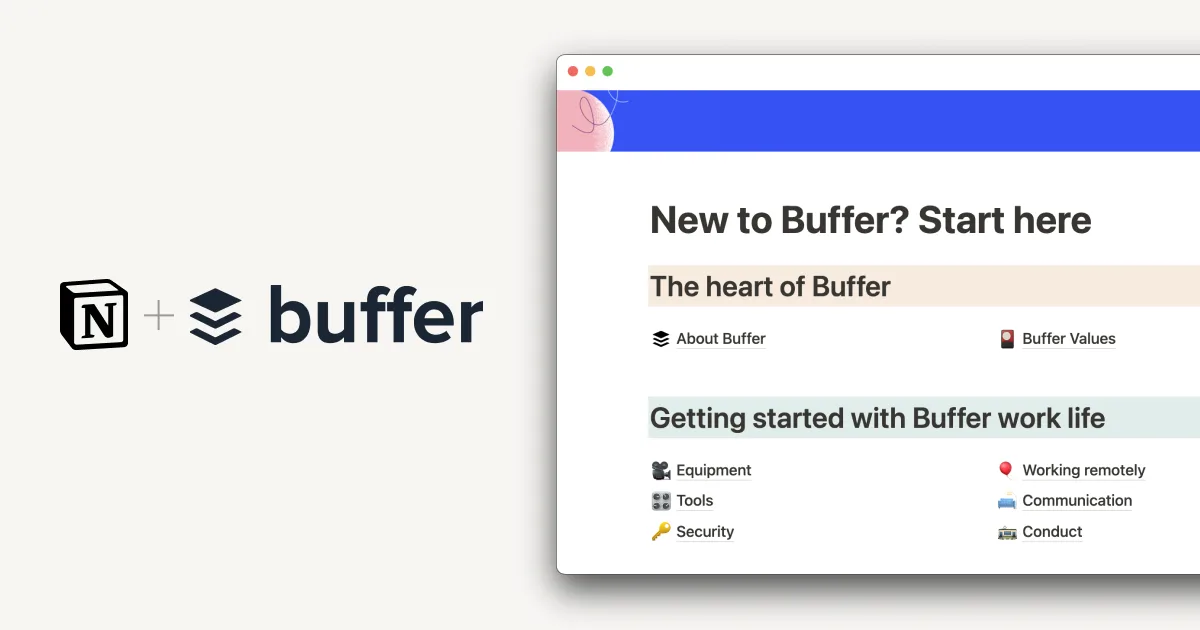 N + buffer
New to Buffer? Start here
The heart of Buffer
About Buffer
Buffer Values
Getting started with Buffer work life
Equipment
Working remotely
Tools
Communication
Security
Conduct